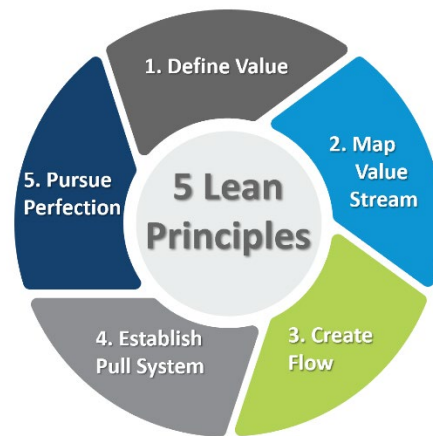 5 Lean
Principles
1. Define Value
2. Map
Value
Stream
3. Create
Flow
4. Establish
Pull System
5. Pursue
Perfection